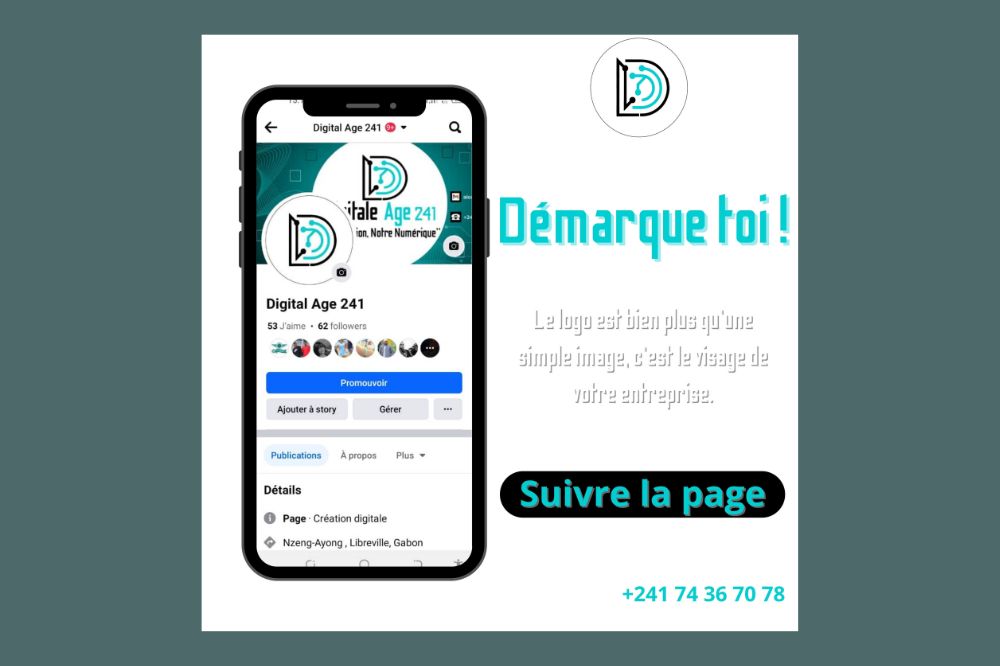 Digital Age 241 9+
itale Age 241
ion, Notre Numérique"
Digital Age 241
53 J'aime • 62 followers
Promouvoir
Ajouter à story
Gérer
Publications
À propos
Plus
Détails
Page · Création digitale
Nzeng-Ayong , Libreville, Gabon
Démarque toi !
Le logo est bien plus qu'une
simple image, c'est le visage de
votre entreprise.
Suivre la page
+241 74 36 70 78